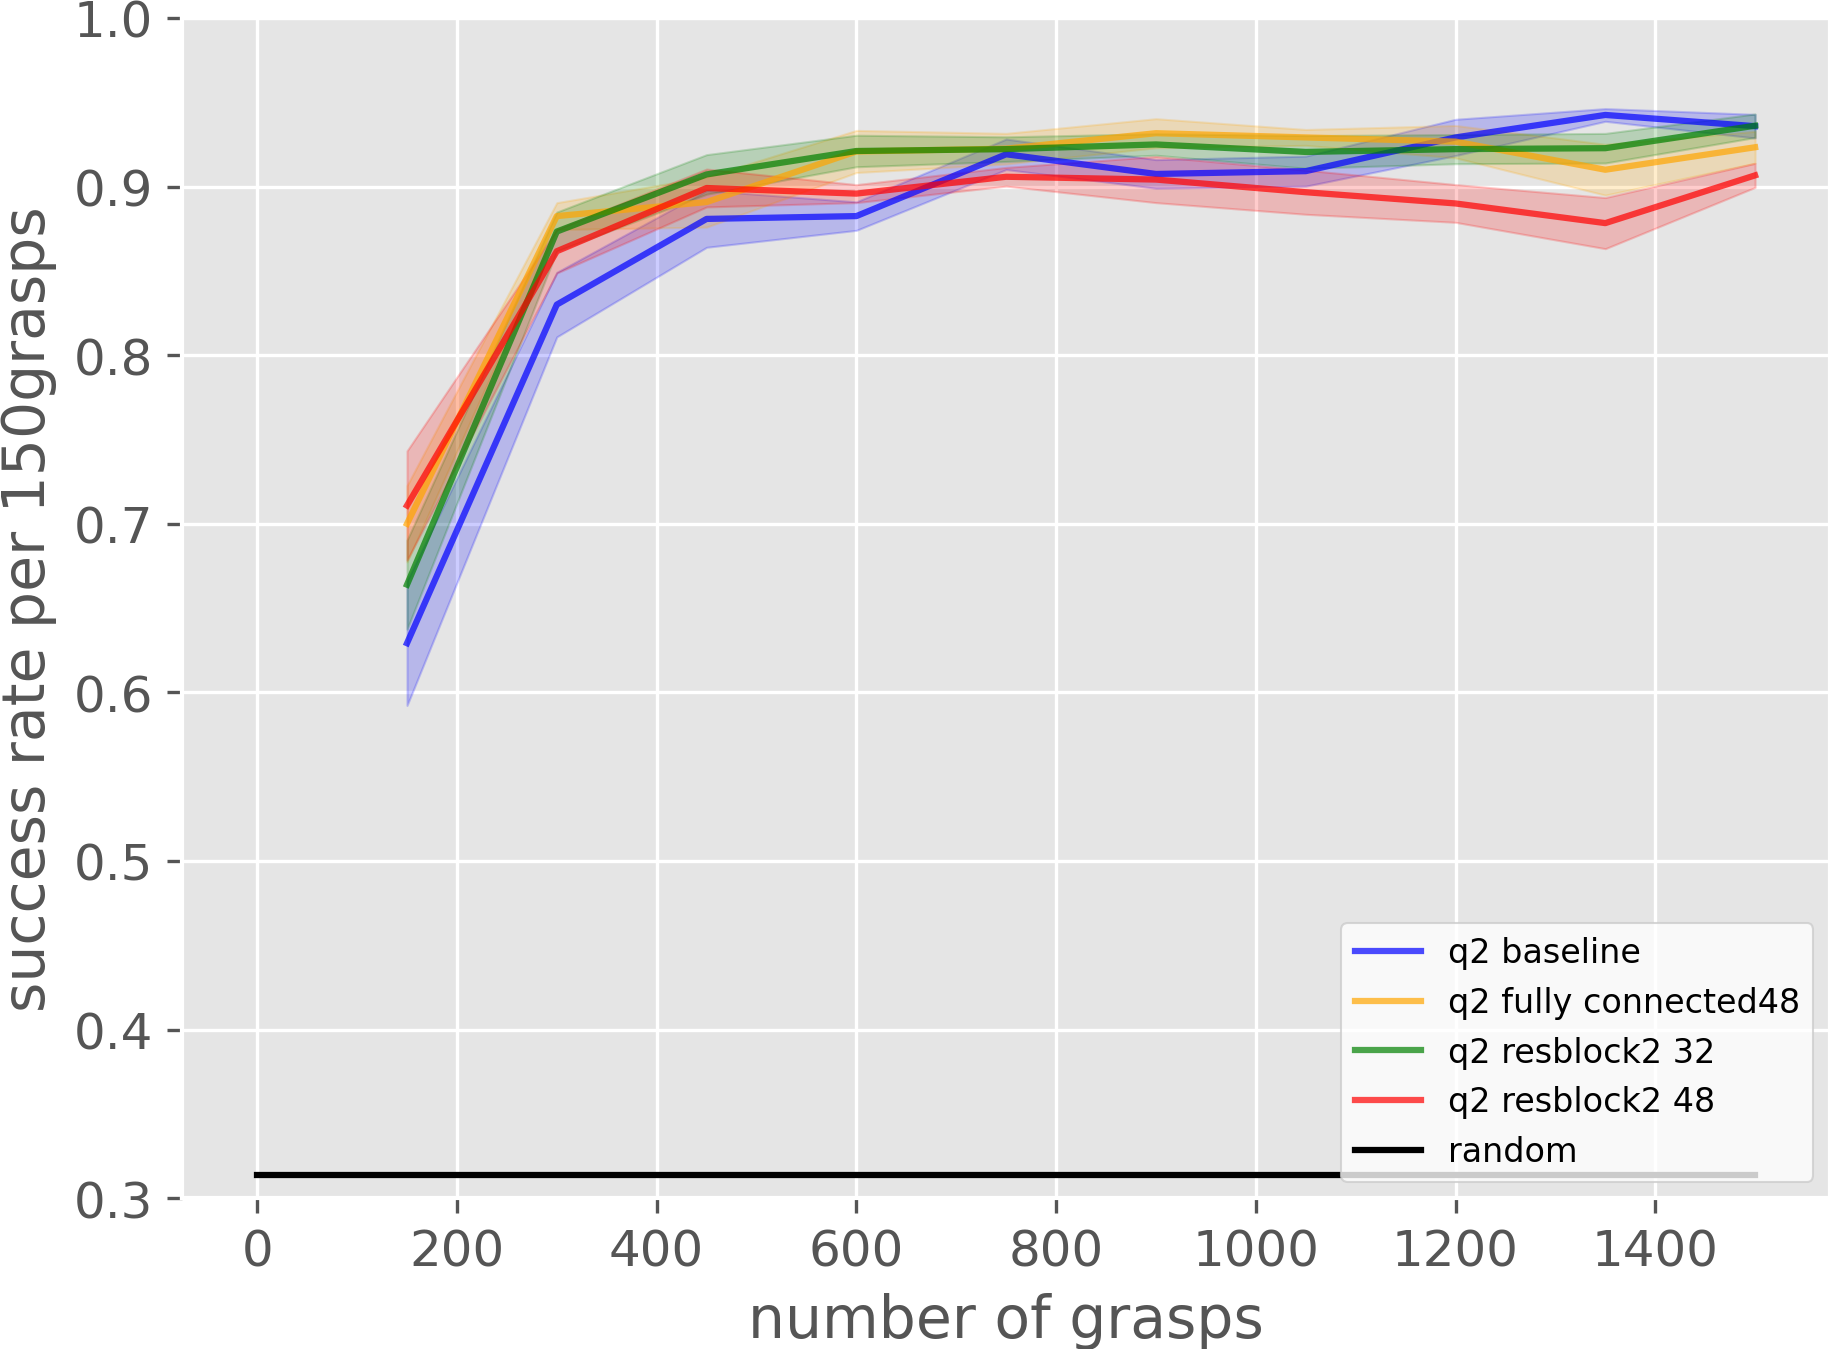 success rate per 150grasps
1.0
0.9
0.8
0.7
0.6
0.5
0.4
0.3
q2 baseline
q2 fully connected48
q2 resblock2 32
q2 resblock2 48
random
0 200 400 600 800 1000 1200 1400
number of grasps